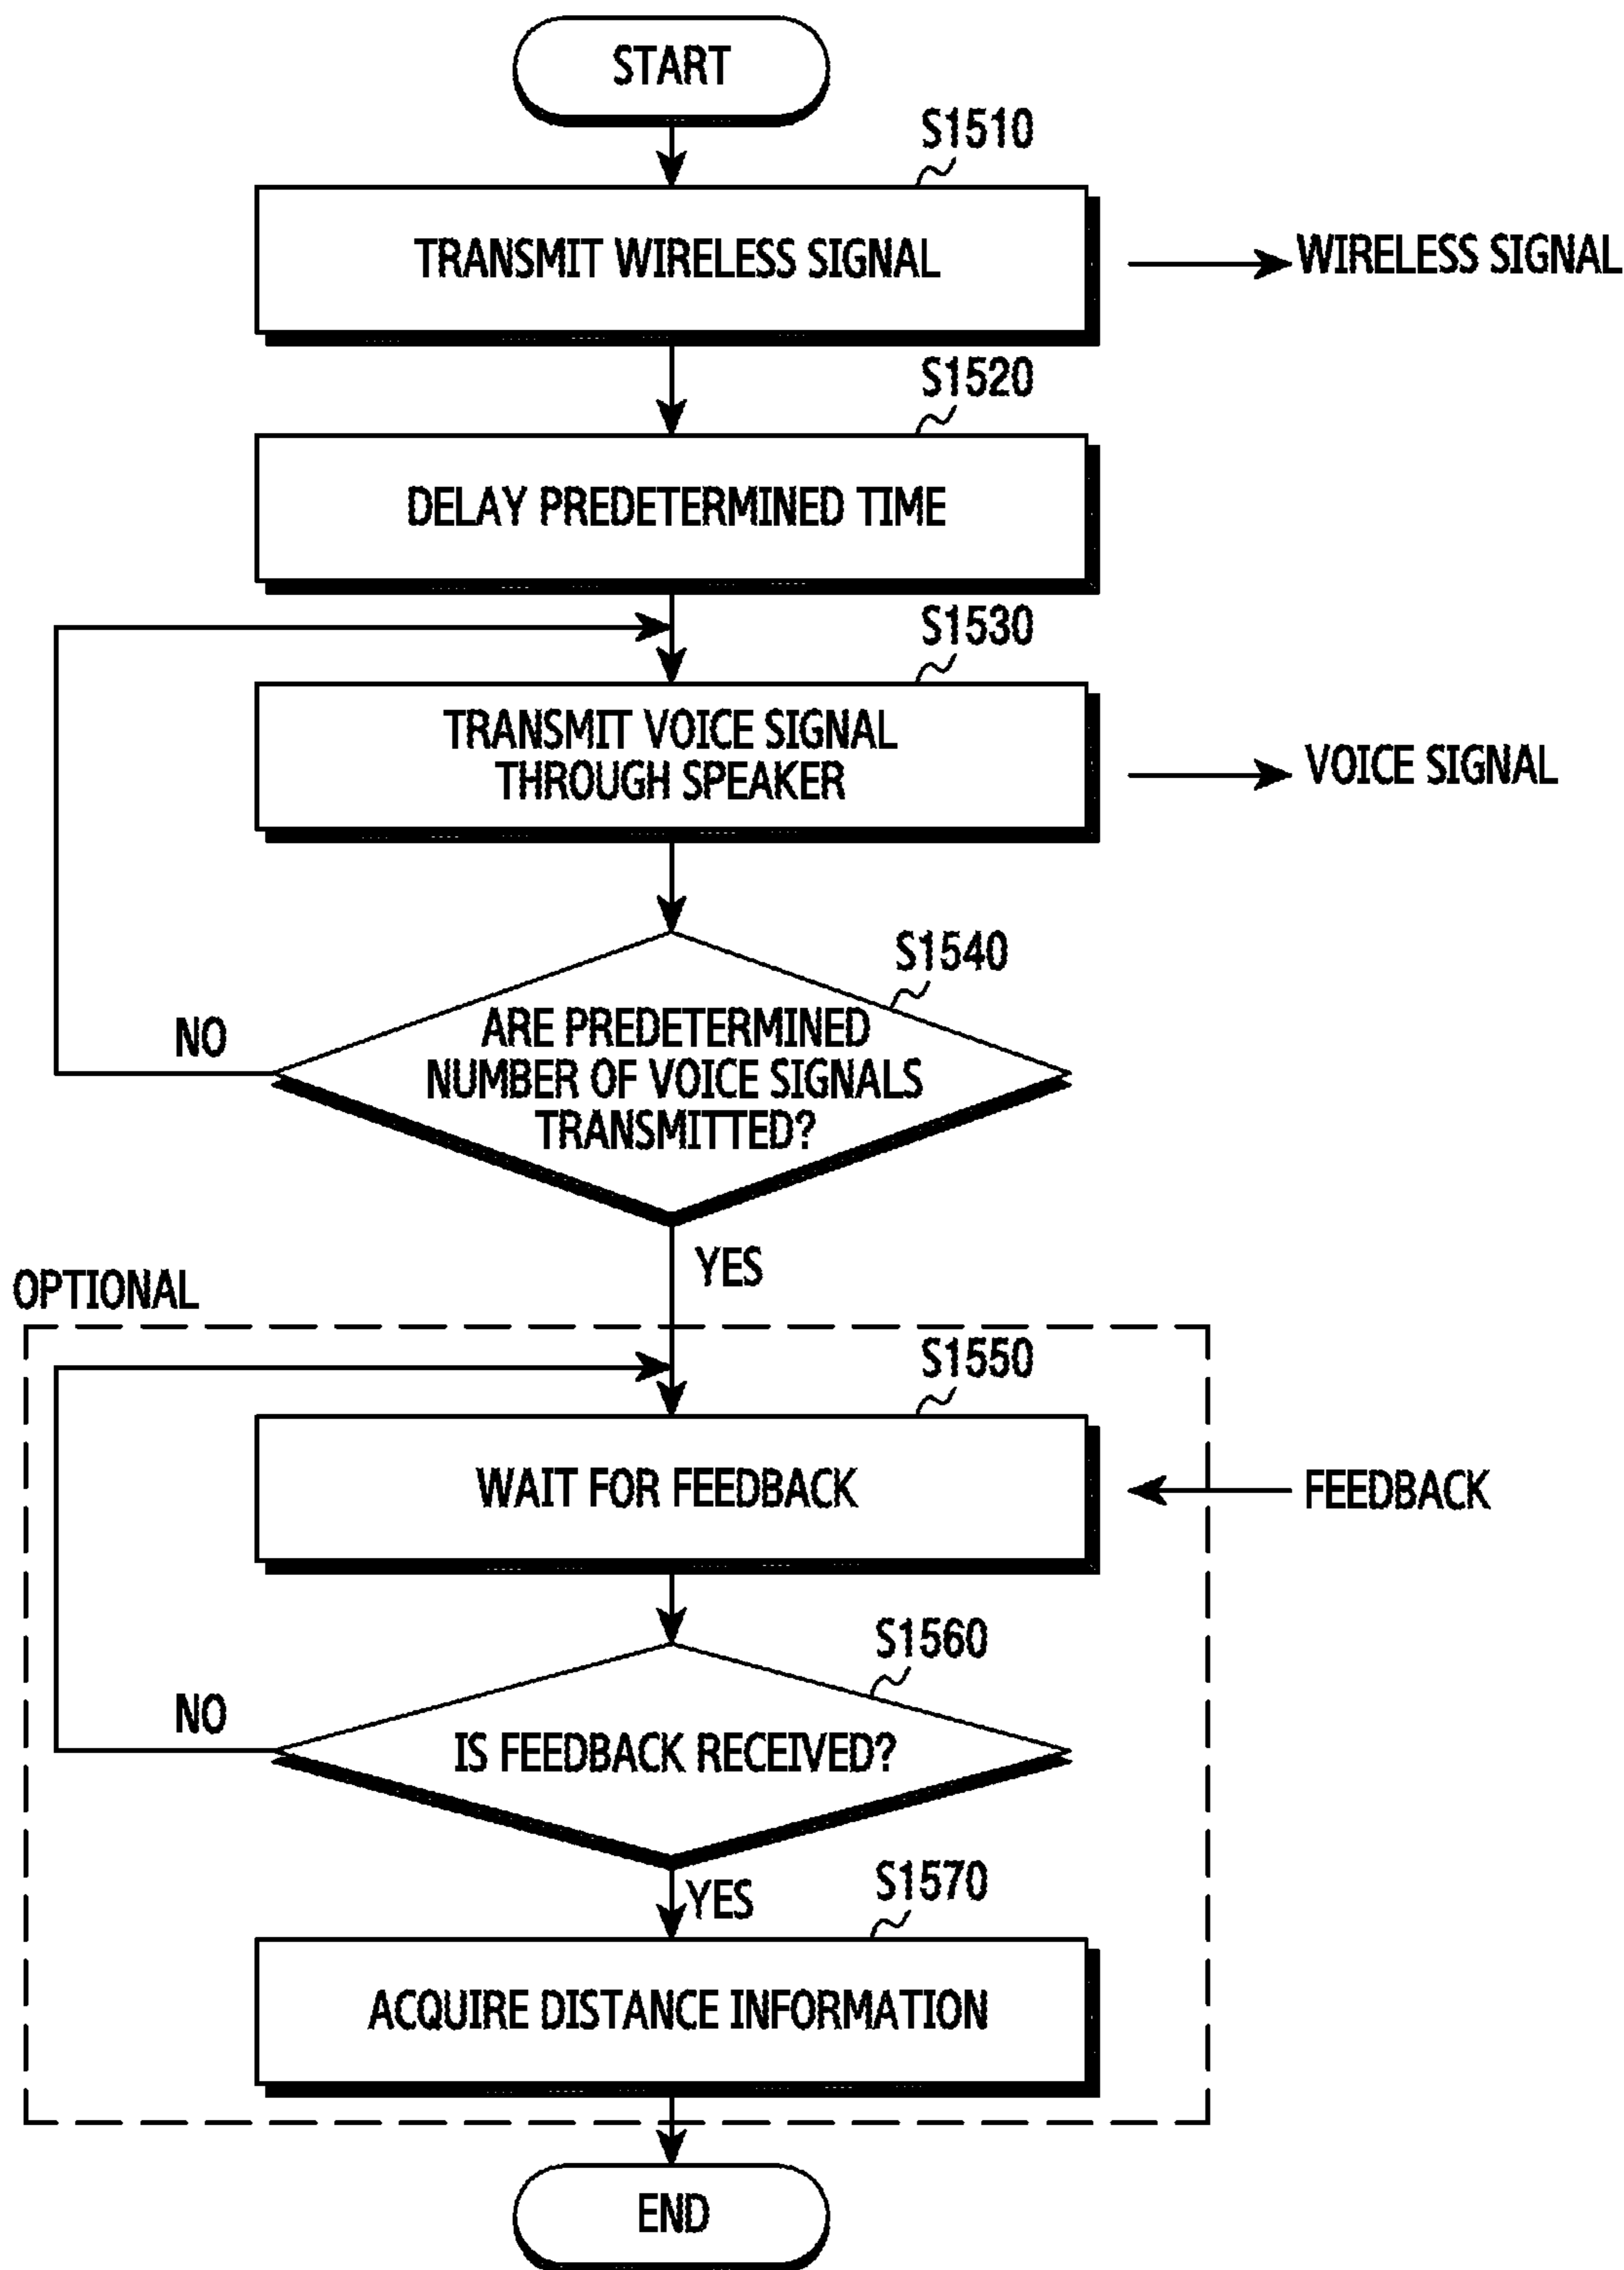 START
S1510
TRANSMIT WIRELESS SIGNAL
WIRELESS SIGNAL
S1520
DELAY PREDETERMINED TIME
S1530
TRANSMIT VOICE SIGNAL
THROUGH SPEAKER
VOICE SIGNAL
S1540
NO
ARE PREDETERMINED
NUMBER OF VOICE SIGNALS
TRANSMITTED?
YES
OPTIONAL
S1550
WAIT FOR FEEDBACK
FEEDBACK
S1560
NO
IS FEEDBACK RECEIVED?
YES
S1570
ACQUIRE DISTANCE INFORMATION
END